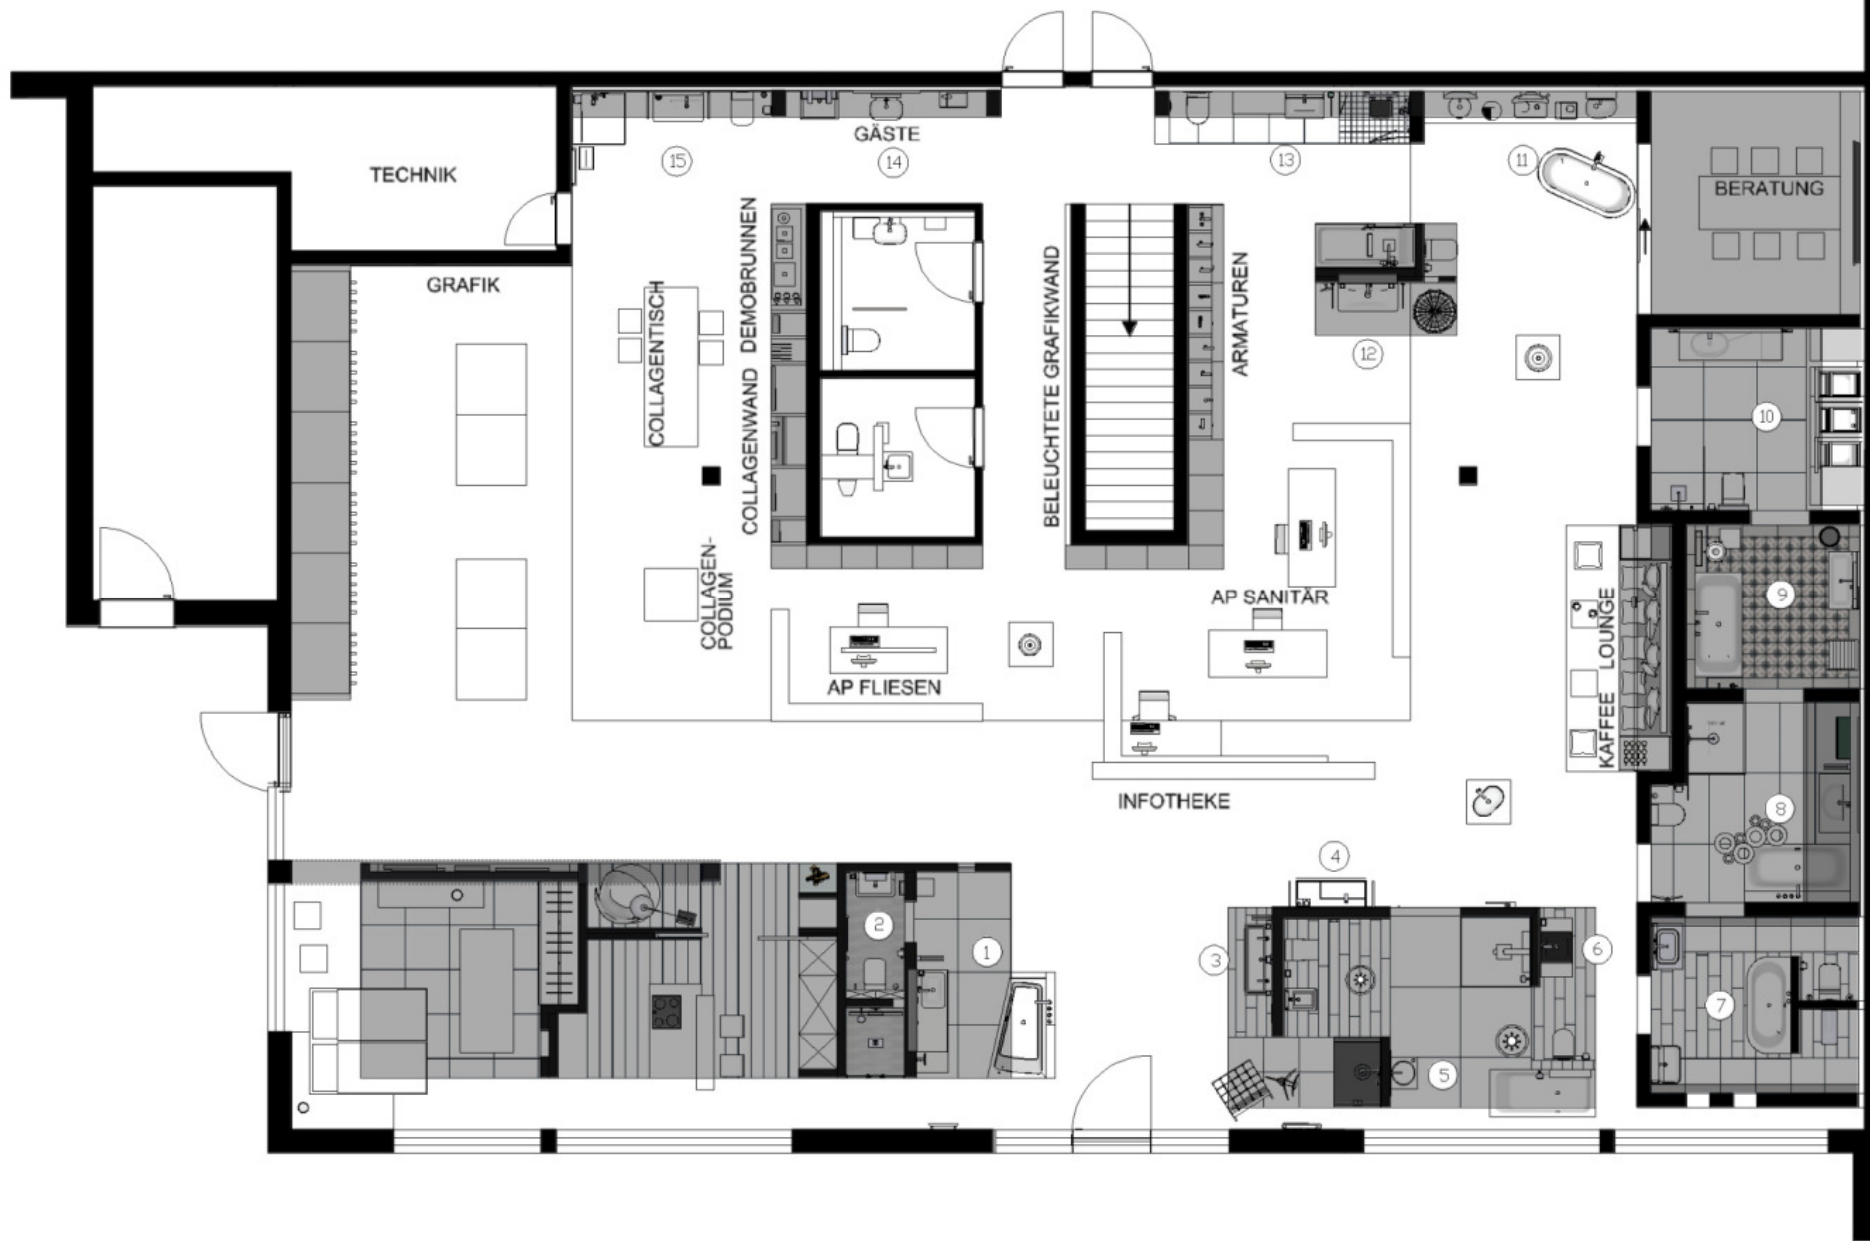 GÄSTE
15
14
13
11
TECHNIK
BERATUNG
GRAFIK
COLLAGENTISCH
COLLAGENWAND DEMOBRUNNEN
BELEUCHTETE GRAFIKWAND
ARMATUREN
12
10
COLLAGEN-
PODIUM
AP SANITÄR
AP FLIESEN
KAFFEE LOUNGE
9
INFOTHEKE
8
4
2
1
3
6
7
5